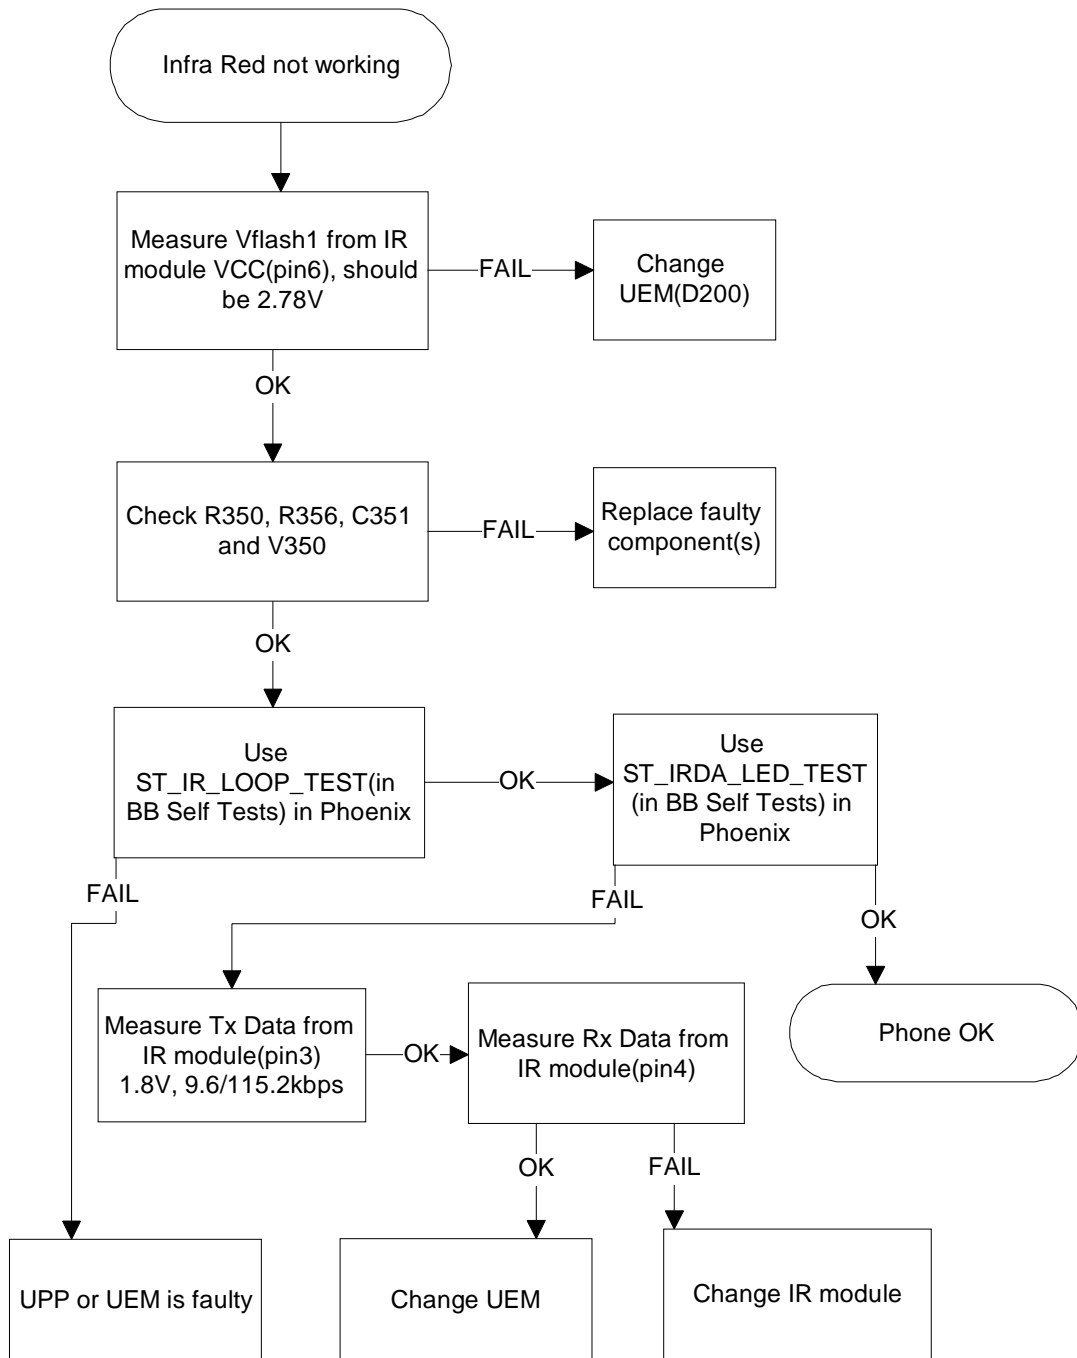 Infra Red not working
Measure Vflash1 from IR
module VCC(pin6), should
be 2.78V
FAIL
Change
UEM(D200)
OK
Check R350, R356, C351
and V350
FAIL
Replace faulty
component(s)
OK
Use
ST_IR_LOOP_TEST(in
BB Self Tests) in Phoenix
OK
Use
ST_IRDA_LED_TEST
(in BB Self Tests) in
Phoenix
FAIL
FAIL
OK
Measure Tx Data from
IR module(pin3)
1.8V, 9.6/115.2kbps
OK
Measure Rx Data from
IR module(pin4)
Phone OK
OK
FAIL
UPP or UEM is faulty
Change UEM
Change IR module